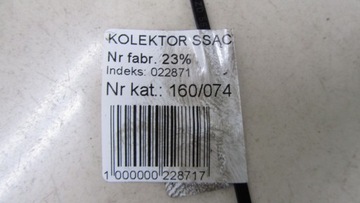 KOLEKTOR SSAC
Nr fabr. 23%
Indeks: 022871
Nr kat.: 160/074
1 000000 228717